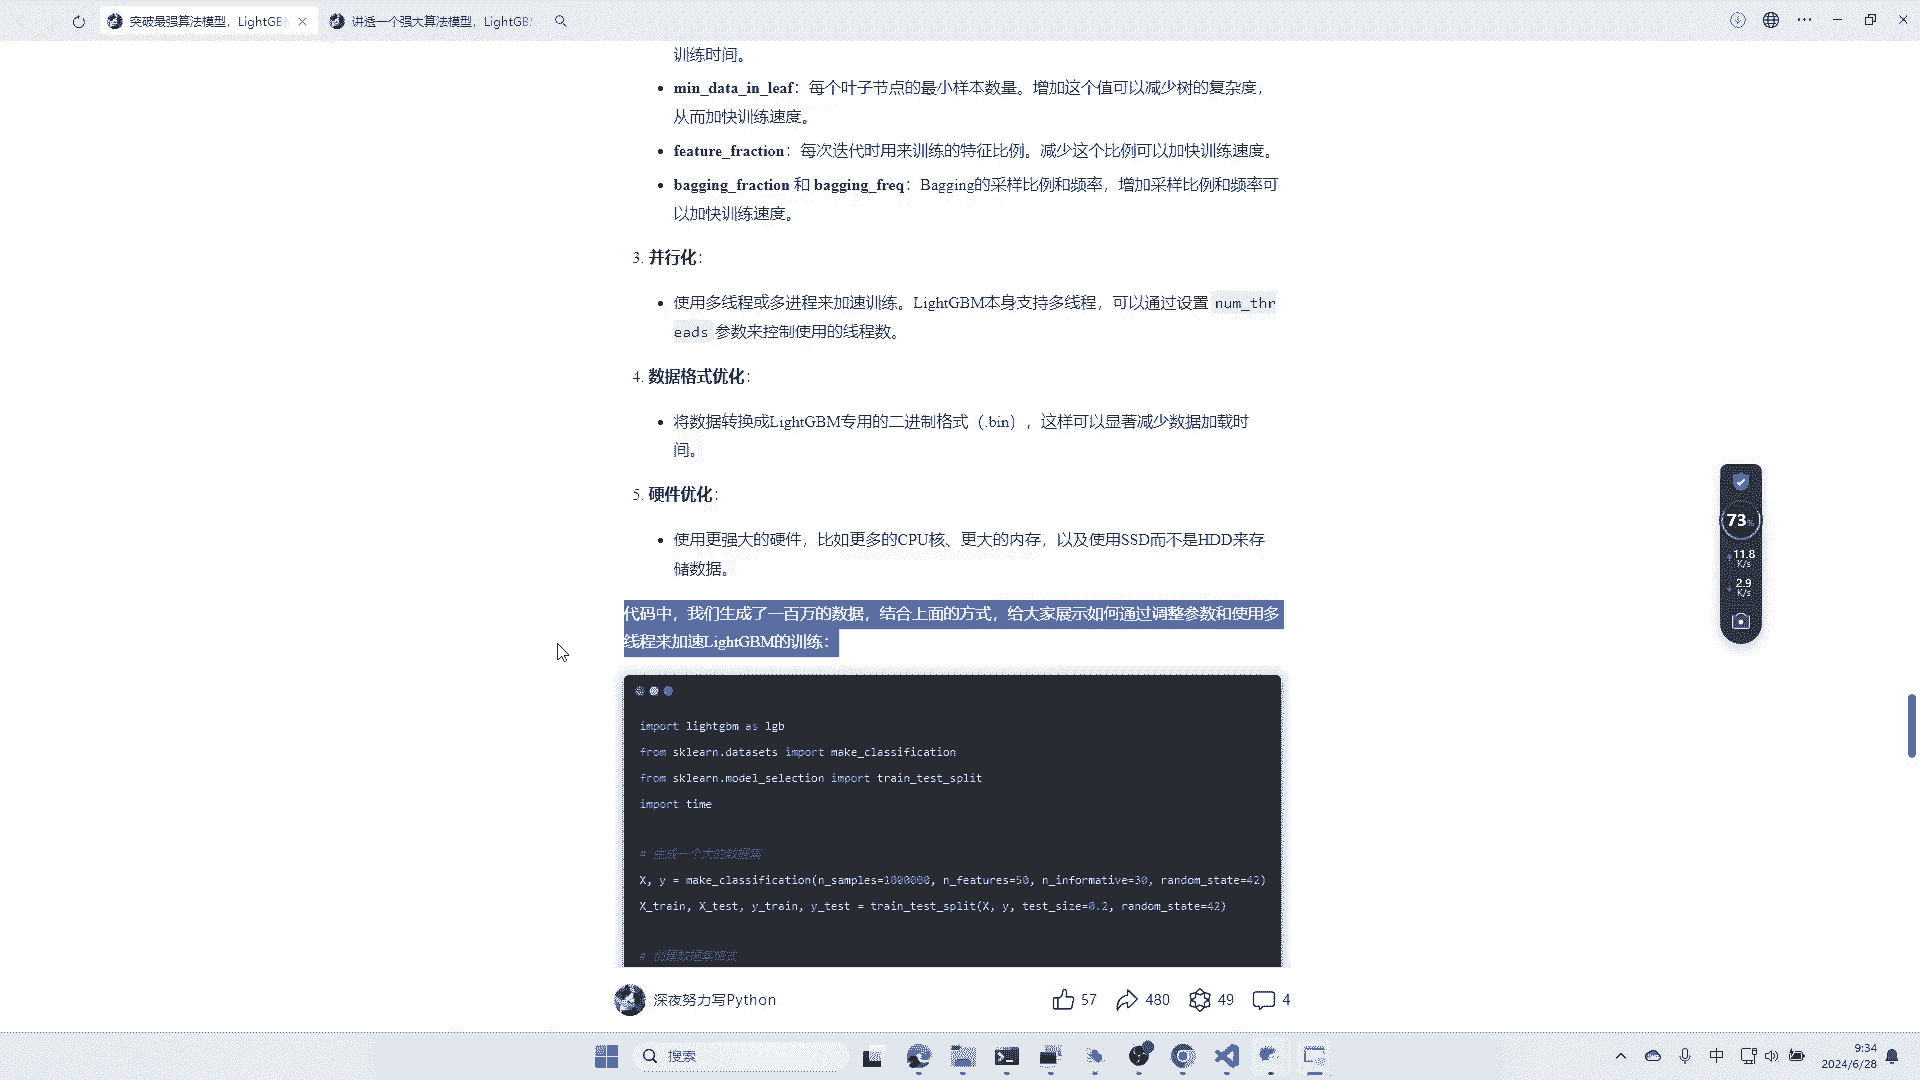 突破最强算法模型，LightGB
讲透一个强大算法模型，LightGB
训练时间。
• min_data_in_leaf：每个叶子节点的最小样本数量。增加这个值可以减少树的复杂度，
从而加快训练速度。
• feature_fraction：每次迭代时用来训练的特征比例。减少这个比例可以加快训练速度。
• bagging_fraction 和 bagging_freq：Bagging的采样比例和频率，增加采样比例和频率可
以加快训练速度。
3. 并行化：
• 使用多线程或多进程来加速训练。LightGBM本身支持多线程，可以通过设置 num_thr
eads 参数来控制使用的线程数。
4. 数据格式优化：
• 将数据转换成LightGBM专用的二进制格式（.bin），这样可以显著减少数据加载时
间。
5. 硬件优化：
• 使用更强大的硬件，比如更多的CPU核、更大的内存，以及使用SSD而不是HDD来存
储数据。
代码中，我们生成了一百万的数据，结合上面的方式，给大家展示如何通过调整参数和使用多
线程来加速LightGBM的训练：
import lightgbm as lgb
from sklearn.datasets import make_classification
from sklearn.model_selection import train_test_split
import time
# 生成一个大的数据集
X, y = make_classification(n_samples=1000000, n_features=50, n_informative=30, random_state=42)
X_train, X_test, y_train, y_test = train_test_split(X, y, test_size=0.2, random_state=42)
# 创建数据集格式
73%
11.8
K/s
2.9
K/s
深夜努力写Python
57
480
49
4
搜索
中
9:34
2024/6/28